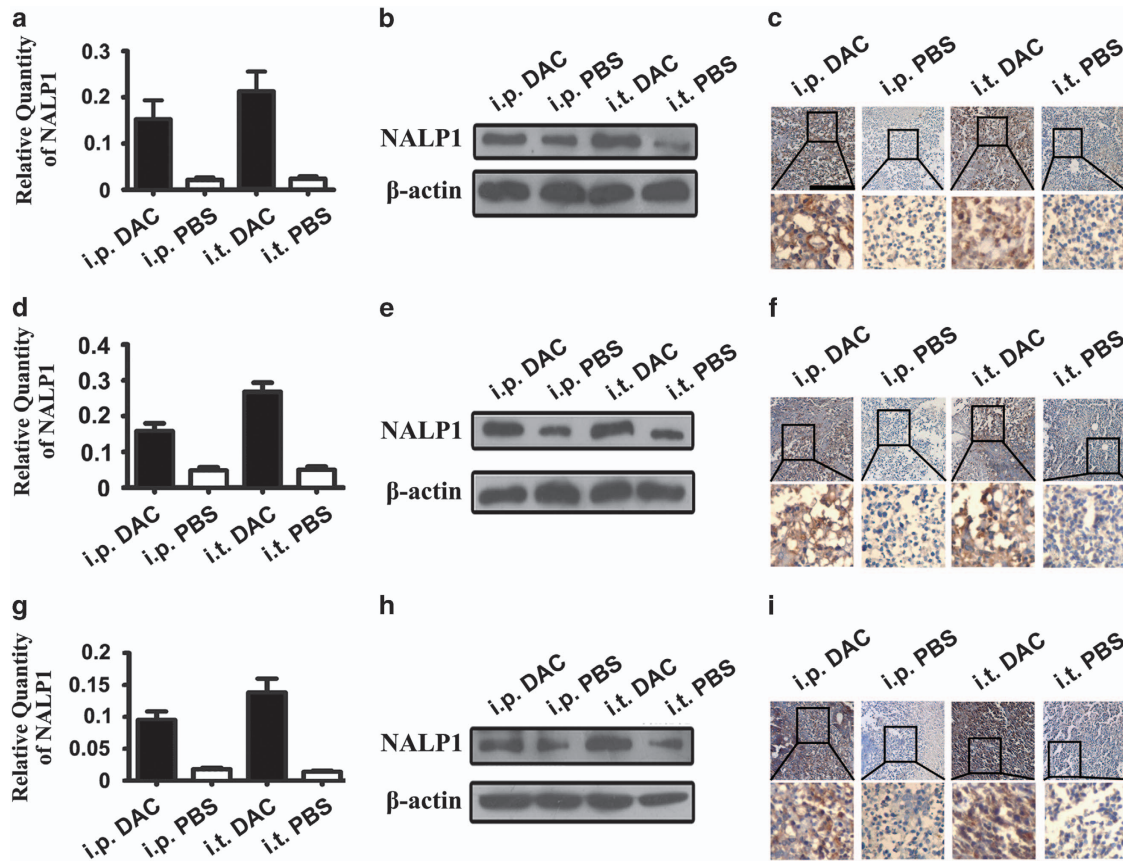 a
Relative Quantity
of NALP1
0.3
0.2
0.1
0
i.p. DAC
i.p. PBS
i.t. DAC
i.t. PBS
b
i.p. DAC
i.p. PBS
i.t. DAC
i.t. PBS
NALP1
β-actin
c
i.p. DAC
i.p. PBS
i.t. DAC
i.t. PBS
d
Relative Quantity
of NALP1
0.4
0.3
0.2
0.1
0
i.p. DAC
i.p. PBS
i.t. DAC
i.t. PBS
e
i.p. DAC
i.p. PBS
i.t. DAC
i.t. PBS
NALP1
β-actin
f
i.p. DAC
i.p. PBS
i.t. DAC
i.t. PBS
g
Relative Quantity
of NALP1
0.2
0.15
0.1
0.05
0
i.p. DAC
i.p. PBS
i.t. DAC
i.t. PBS
h
i.p. DAC
i.p. PBS
i.t. DAC
i.t. PBS
NALP1
β-actin
i
i.p. DAC
i.p. PBS
i.t. DAC
i.t. PBS